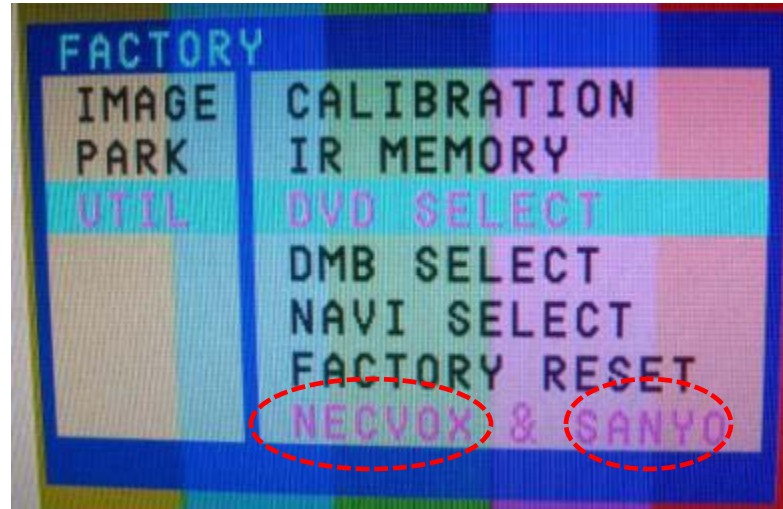 FACTORY
IMAGE
PARK
UTIL
CALIBRATION
IR MEMORY
DVD SELECT
DMB SELECT
NAVI SELECT
FACTORY RESET
NECVOX & SANYO